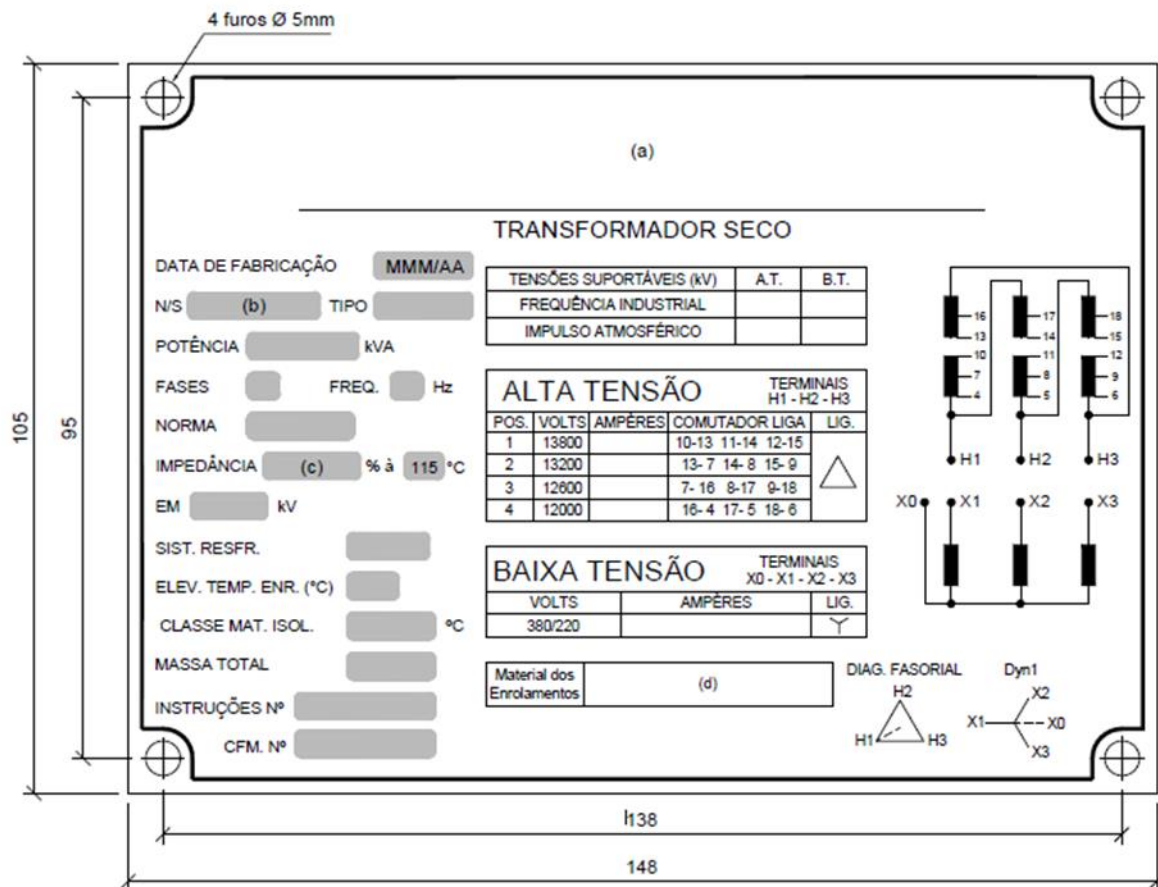 4 furos Ø 5mm
(a)
TRANSFORMADOR SECO
DATA DE FABRICAÇÃO MMM/AA
N/S (b) TIPO
POTÊNCIA kVA
FASES FREQ. Hz
NORMA
IMPEDÂNCIA (c) % à 115 °C
EM kV
SIST. RESFR.
ELEV. TEMP. ENR. (°C)
CLASSE MAT. ISOL. ºC
MASSA TOTAL
INSTRUÇÕES Nº
CFM. Nº
TENSÕES SUPORTÁVEIS (kV) A.T. B.T.
FREQUÊNCIA INDUSTRIAL
IMPULSO ATMOSFÉRICO
ALTA TENSÃO TERMINAIS
H1 - H2 - H3
POS. VOLTS AMPÈRES COMUTADOR LIGA LIG.
1 13800 10-13 11-14 12-15
2 13200 13- 7 14- 8 15- 9
3 12600 7- 16 8-17 9-18
4 12000 16- 4 17- 5 18- 6
BAIXA TENSÃO TERMINAIS
X0 - X1 - X2 - X3
VOLTS AMPÈRES LIG.
380/220
Material dos
Enrolamentos
(d)
16 17 18
13 14 15
10 11 12
7 8 9
4 5 6
H1 H2 H3
X0 X1 X2 X3
DIAG. FASORIAL Dyn1
H2
H1 H3
X2
X1 X0
X3
105
95
138
148